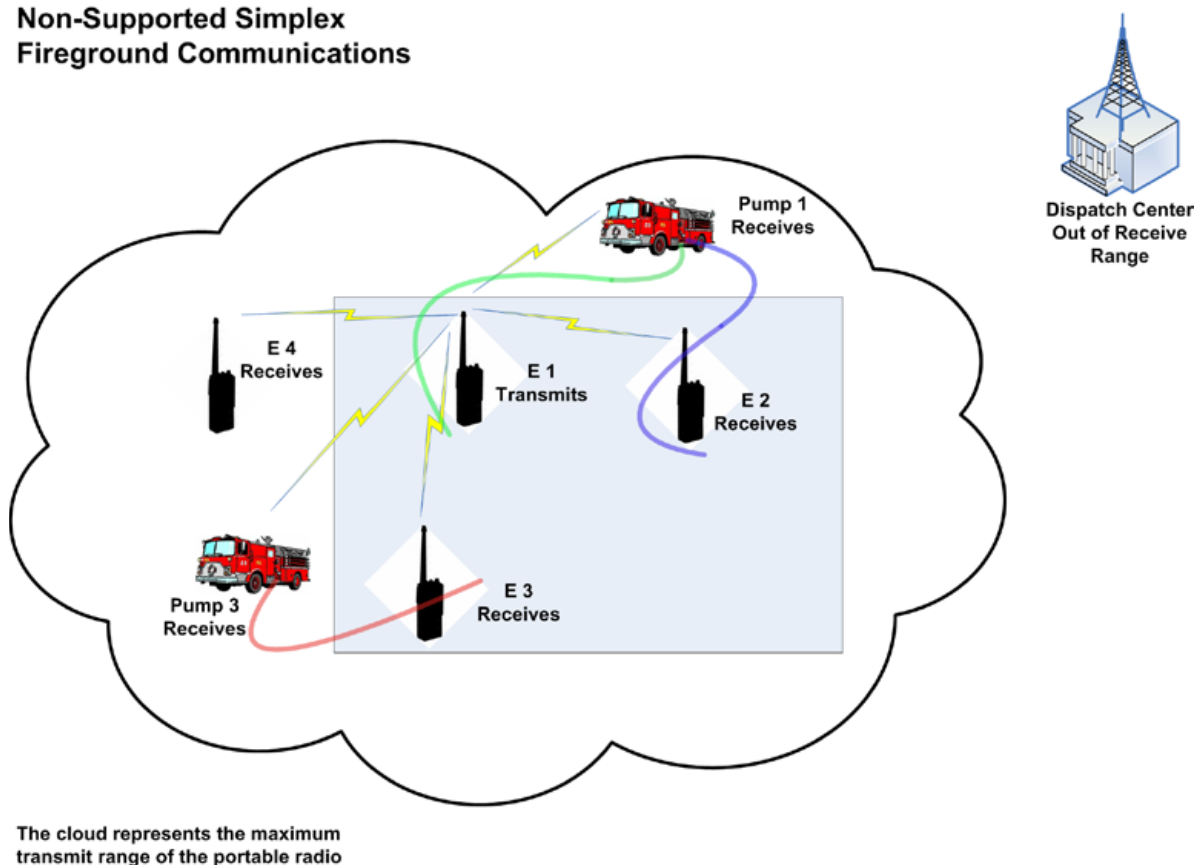 Non-Supported Simplex
Fireground Communications
Dispatch Center
Out of Receive
Range
Pump 1
Receives
E 4
Receives
E 1
Transmits
E 2
Receives
Pump 3
Receives
E 3
Receives
The cloud represents the maximum
transmit range of the portable radio